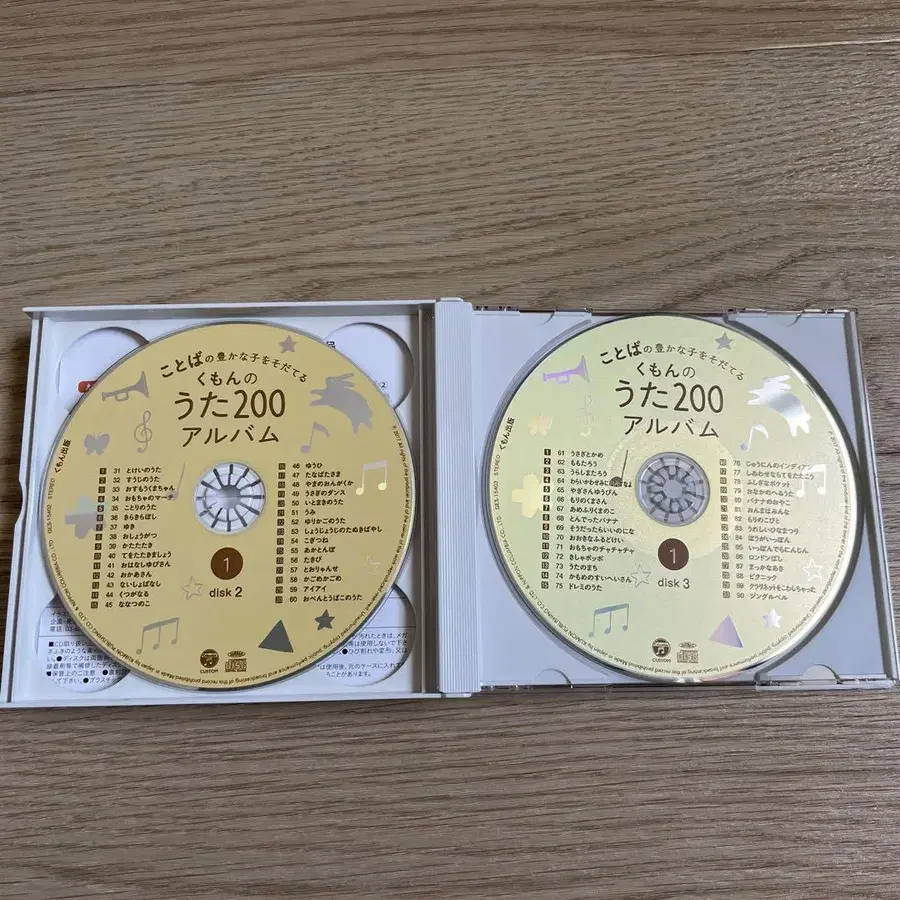 ことばの豊かな子をそだてる
くもんの
うた200
アルバム
くもん出版
STEREO
GES-15402
31 とけいのうた
32 すうじのうた
33 おすもうくまちゃん
34 おもちゃのマーチ
35 ことりのうた
36 きらきらぼし
37 ゆき
38 おしょうがつ
39 かたたたき
40 てをたたきましょう
41 おはなしゆびさん
42 おかあさん
43 ないしょばなし
44 くつがなる
45 ななつのこ
46 ゆうひ
47 たなばたさま
48 やまのおんがくか
49 うさぎのダンス
50 いとまきのうた
51 うみ
52 ゆりかごのうた
53 しょうじょうじのたぬきばやし
54 こぎつね
55 あかとんぼ
56 たきび
57 とおりゃんせ
58 かごめかごめ
59 アイアイ
60 おべんとうばこのうた
1
disk 2
CUSTOM
ことばの豊かな子をそだてる
くもんの
うた200
アルバム
くもん出版
STEREO
GES-15403
61 うさぎとかめ
62 ももたろう
63 うらしまたろう
65 やぎさんゆうびん
66 もりのくまさん
67 あめふりくまのこ
68 とんでったバナナ
69 そうだったらいいのにな
70 おおきなふるどけい
71 おもちゃのチャチャチャ
72 きしゃポッポ
73 うたのまち
74 かもめのすいへいさん
75 ドレミのうた
76 じゅうにんのインディアン
77 しあわせならてをたたこう
78 ふしぎなポケット
79 おなかのへるうた
80 バナナのおやこ
81 おんまはみんな
82 もりのこびと
83 うれしいひなまつり
84 ぼうがいっぽん
85 いっぽんでもにんじん
86 ロンドンばし
87 まっかなあき
88 ピクニック
89 クラリネットをこわしちゃった
90 ジングルベル
1
disk 3
CUSTOM